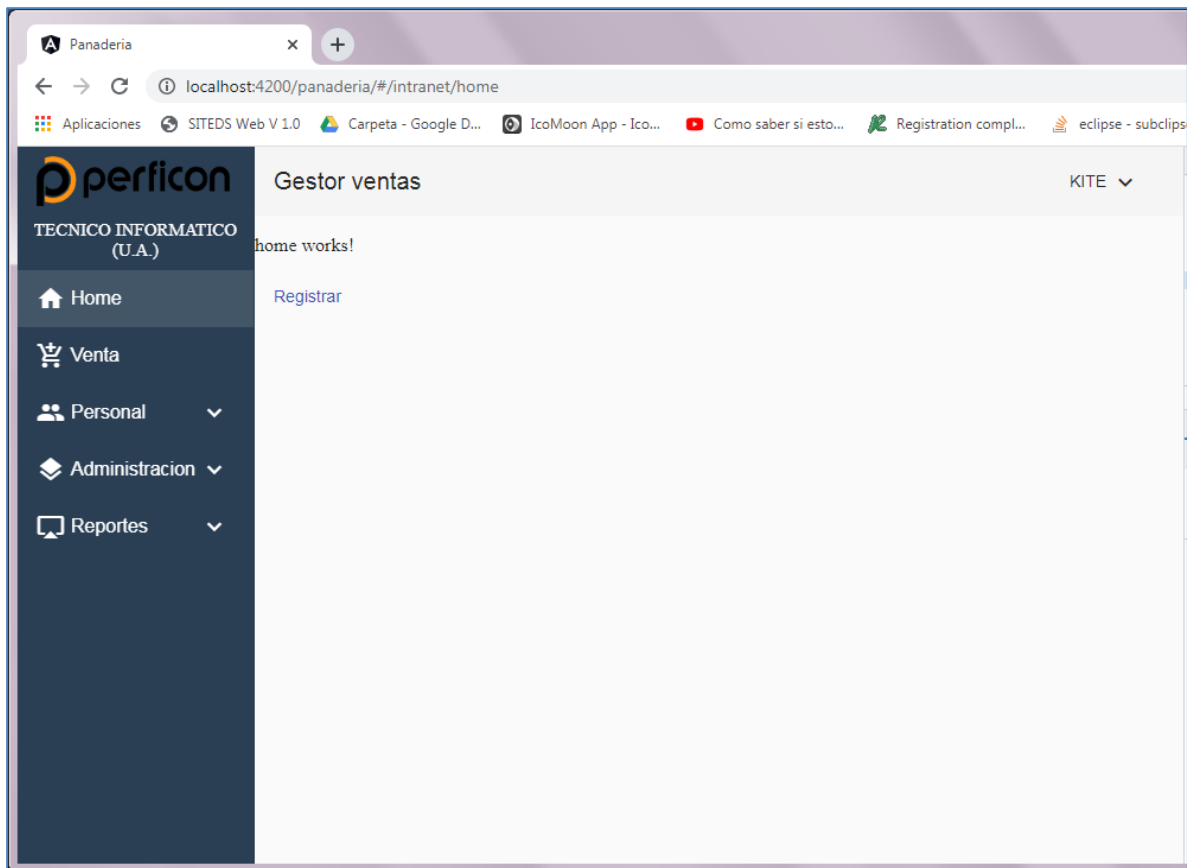 Panaderia
localhost:4200/panaderia/#/intranet/home
Aplicaciones SITEDS Web V 1.0 Carpeta - Google D... IcoMoon App - Ico... Como saber si esto... Registration compl... eclipse - subclips
perficon
Gestor ventas
KITE
TECNICO INFORMATICO
(U.A.)
home works!
Home
Registrar
Venta
Personal
Administracion
Reportes